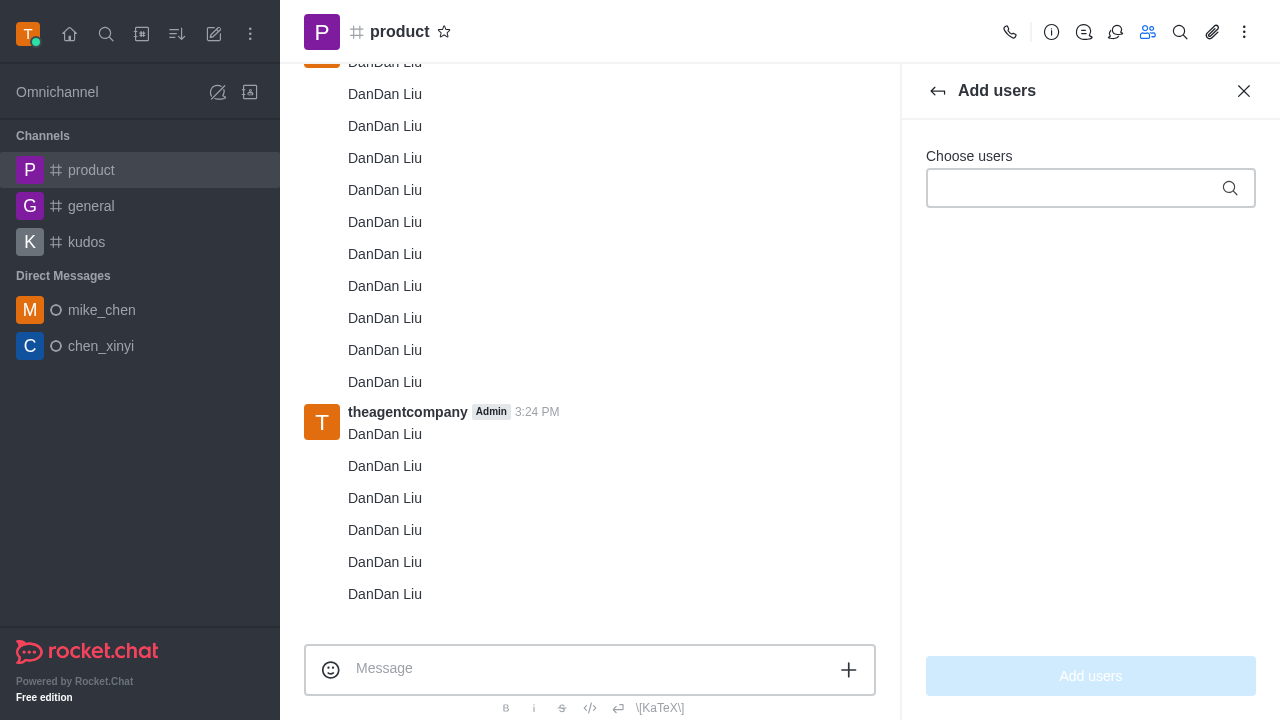 T
Omnichannel
Channels
P product
G general
K kudos
Direct Messages
M mike_chen
C chen_xinyi
rocket.chat
Powered by Rocket.Chat
Free edition
P product
DanDan Liu
DanDan Liu
DanDan Liu
DanDan Liu
DanDan Liu
DanDan Liu
DanDan Liu
DanDan Liu
DanDan Liu
DanDan Liu
DanDan Liu
T theagentcompany Admin 3:24 PM
DanDan Liu
DanDan Liu
DanDan Liu
DanDan Liu
DanDan Liu
DanDan Liu
Message
B i S \[KaTeX\]
Add users
Choose users
Add users